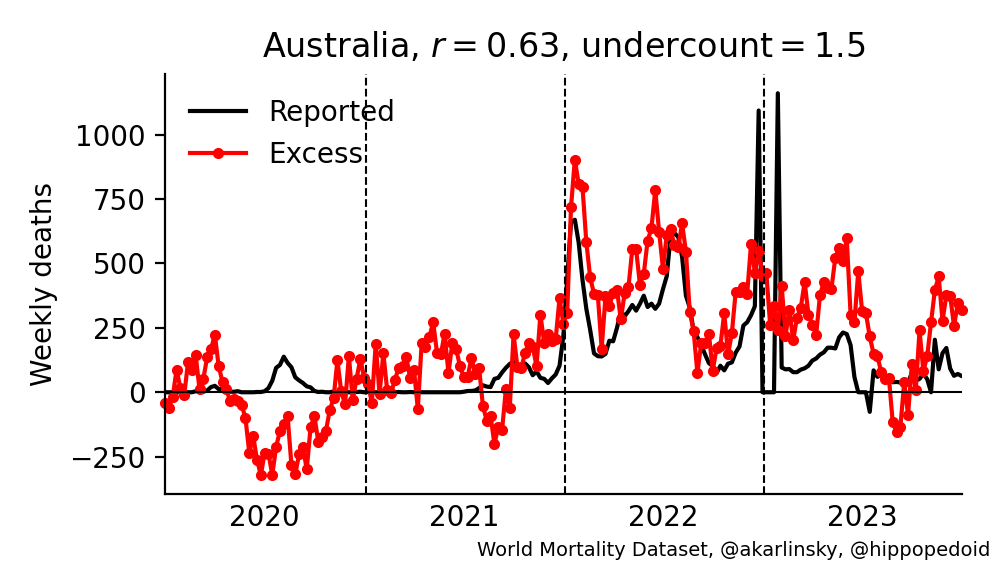 Australia, r = 0.63, undercount = 1.5
Reported
Excess
Weekly deaths
1000
750
500
250
0
−250
2020 2021 2022 2023
World Mortality Dataset, @akarlinsky, @hippopedoid